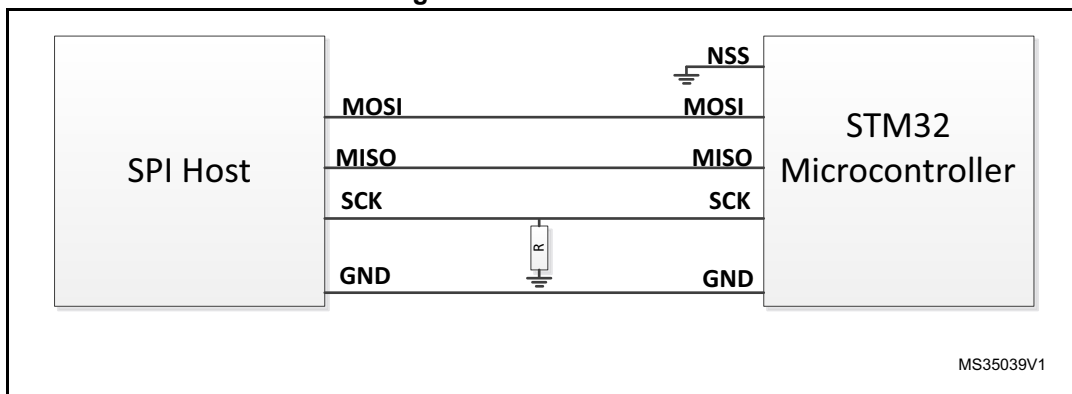 NSS
MOSI MOSI
STM32
Microcontroller
SPI Host
MISO MISO
SCK SCK
R
GND GND
MS35039V1